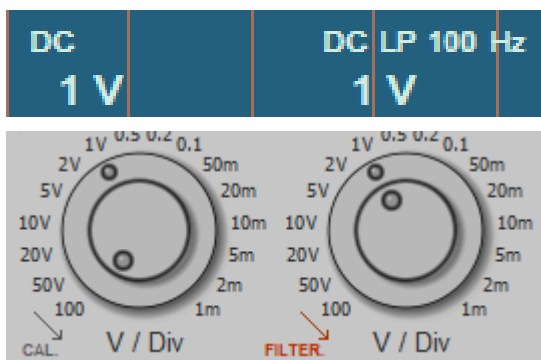 DC DC LP 100 Hz
1 V 1 V
0.5 0.2 0.5 0.2
1V 0.1 1V 0.1
2V 50m 2V 50m
5V 20m 5V 20m
10V 10m 10V 10m
20V 5m 20V 5m
50V 2m 50V 2m
100 1m 100 1m
CAL. V / Div FILTER. V / Div